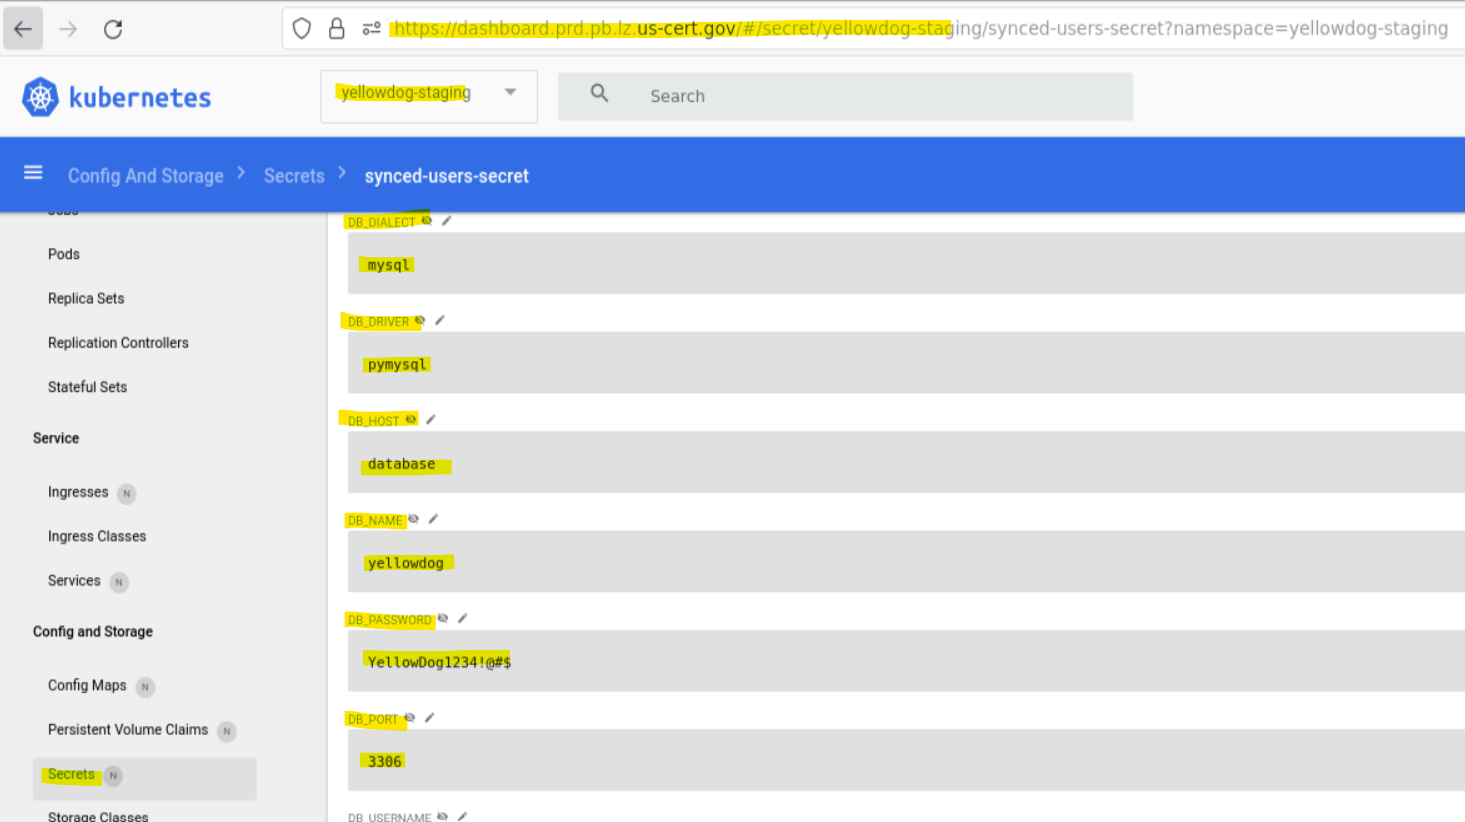 https://dashboard.prd.pb.lz.us-cert.gov/#/secret/yellowdog-staging/synced-users-secret?namespace=yellowdog-staging
kubernetes
yellowdog-staging
Search
Config And Storage > Secrets > synced-users-secret
Jobs
Pods
Replica Sets
Replication Controllers
Stateful Sets
Service
Ingresses N
Ingress Classes
Services N
Config and Storage
Config Maps N
Persistent Volume Claims N
Secrets N
Storage Classes
DB_DIALECT
mysql
DB_DRIVER
pymysql
DB_HOST
database
DB_NAME
yellowdog
DB_PASSWORD
YellowDog1234!@#$
DB_PORT
3306
DB_USERNAME